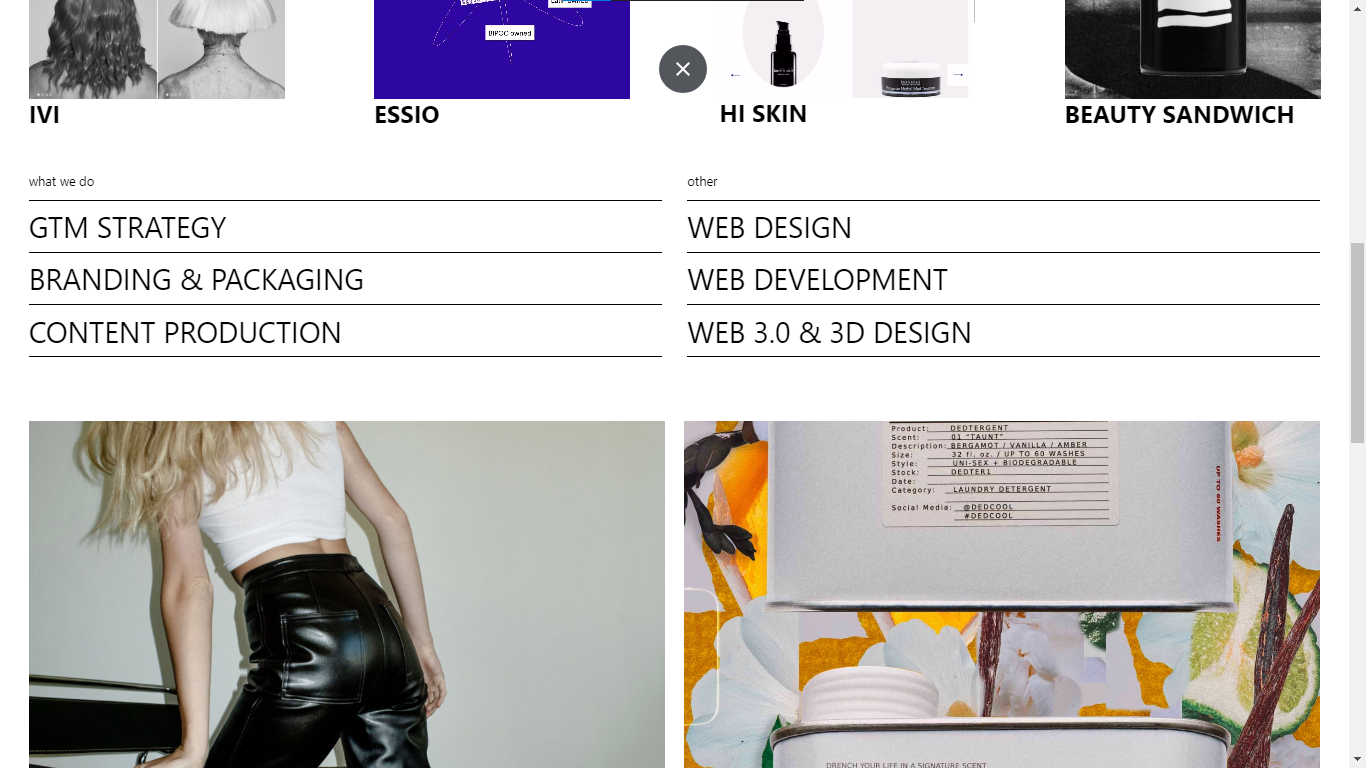 BIPOC owned
IVI
ESSIO
HI SKIN
BEAUTY SANDWICH
what we do
GTM STRATEGY
BRANDING & PACKAGING
CONTENT PRODUCTION
other
WEB DESIGN
WEB DEVELOPMENT
WEB 3.0 & 3D DESIGN
Product: DEDTERGENT
Scent: 01 "TAUNT"
Description: BERGAMOT / VANILLA / AMBER
Size: 32 fl. oz. / UP TO 60 WASHES
Style: UNI-SEX + BIODEGRADABLE
Stock: DEDTER1
Date:
Category: LAUNDRY DETERGENT
Social Media: @DEDCOOL
#DEDCOOL
UP TO 60 WASHES
DRENCH YOUR LIFE IN A SIGNATURE SCENT